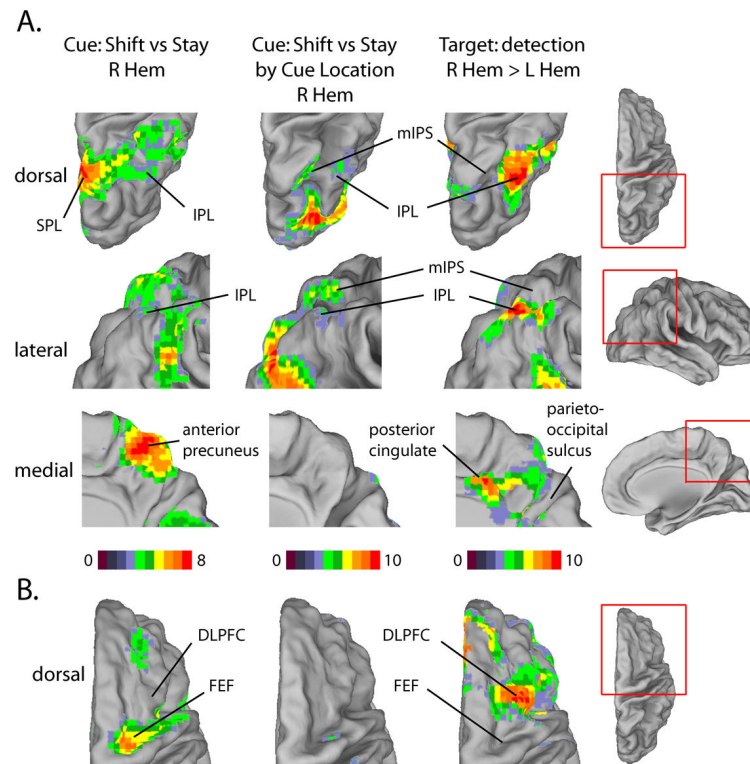 A.
Cue: Shift vs Stay
R Hem
Cue: Shift vs Stay
by Cue Location
R Hem
Target: detection
R Hem > L Hem
dorsal
SPL
IPL
mIPS
IPL
lateral
IPL
mIPS
IPL
medial
anterior
precuneus
posterior
cingulate
parieto-
occipital
sulcus
0 8
0 10
0 10
B.
dorsal
DLPFC
FEF
DLPFC
FEF